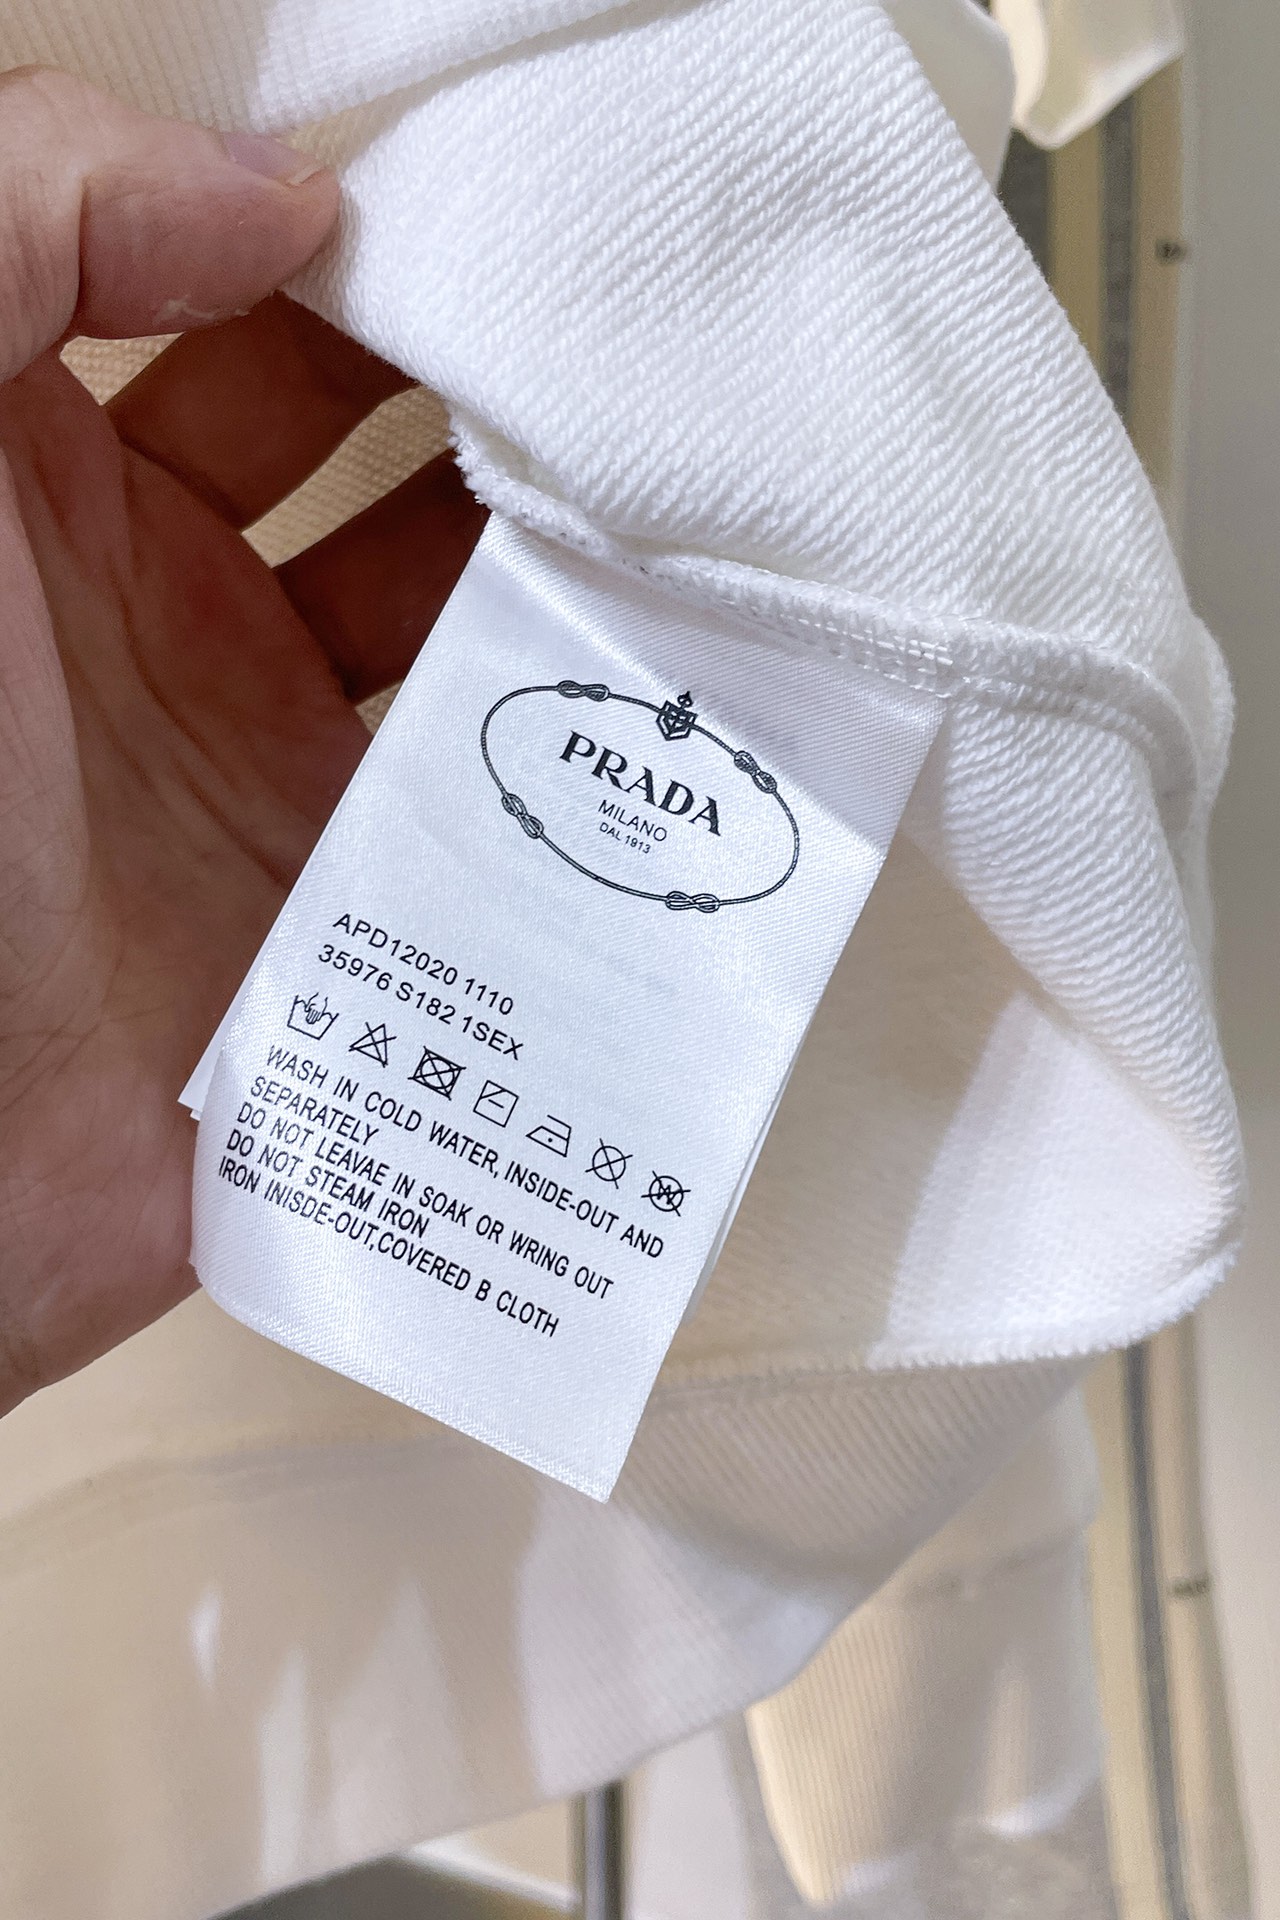 PRADA
MILANO
DAL 1913
APD12020 1110
35976 S182 1SEX
WASH IN COLD WATER, INSIDE-OUT AND
SEPARATELY
DO NOT LEAVAE IN SOAK OR WRING OUT
DO NOT STEAM IRON
IRON INISDE-OUT,COVERED B CLOTH